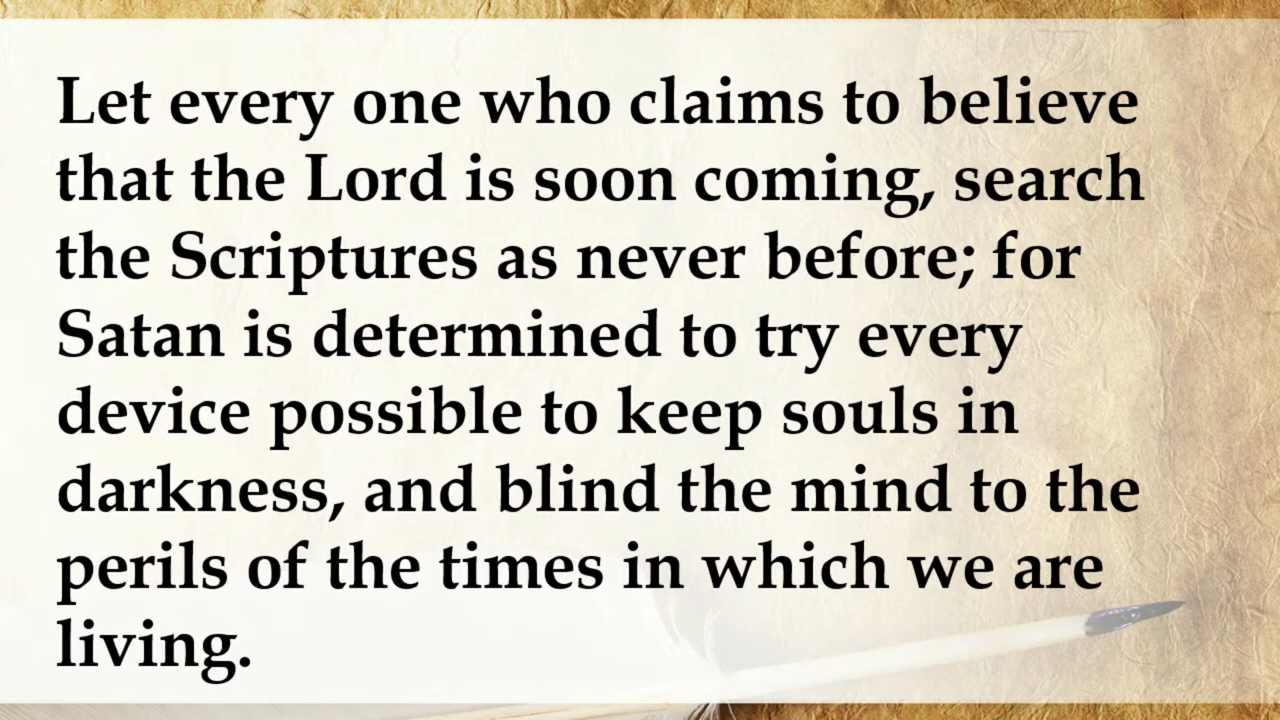 Let every one who claims to believe
that the Lord is soon coming, search
the Scriptures as never before; for
Satan is determined to try every
device possible to keep souls in
darkness, and blind the mind to the
perils of the times in which we are
living.